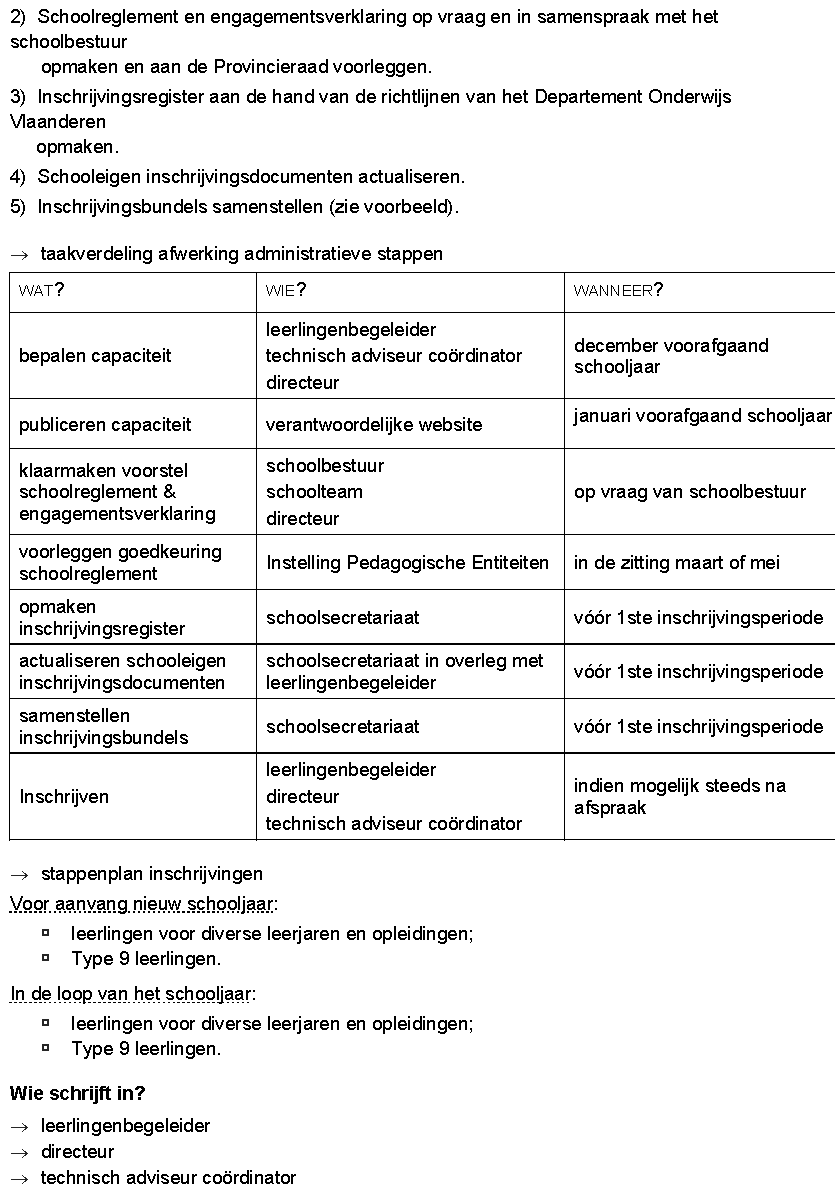 2) Schoolreglement en engagementsverklaring op vraag en in samenspraak met het
schoolbestuur
opmaken en aan de Provincieraad voorleggen.
3) Inschrijvingsregister aan de hand van de richtlijnen van het Departement Onderwijs
Vlaanderen
opmaken.
4) Schooleigen inschrijvingsdocumenten actualiseren.
5) Inschrijvingsbundels samenstellen (zie voorbeeld).
→ taakverdeling afwerking administratieve stappen
WAT?
WIE?
WANNEER?
bepalen capaciteit
leerlingenbegeleider
technisch adviseur coördinator
directeur
december voorafgaand
schooljaar
publiceren capaciteit
verantwoordelijke website
januari voorafgaand schooljaar
klaarmaken voorstel
schoolreglement &
engagementsverklaring
schoolbestuur
schoolteam
directeur
op vraag van schoolbestuur
voorleggen goedkeuring
schoolreglement
Instelling Pedagogische Entiteiten
in de zitting maart of mei
opmaken
inschrijvingsregister
schoolsecretariaat
vóór 1ste inschrijvingsperiode
actualiseren schooleigen
inschrijvingsdocumenten
schoolsecretariaat in overleg met
leerlingenbegeleider
vóór 1ste inschrijvingsperiode
samenstellen
inschrijvingsbundels
schoolsecretariaat
vóór 1ste inschrijvingsperiode
Inschrijven
leerlingenbegeleider
directeur
technisch adviseur coördinator
indien mogelijk steeds na
afspraak
→ stappenplan inschrijvingen
Voor aanvang nieuw schooljaar:
▫ leerlingen voor diverse leerjaren en opleidingen;
▫ Type 9 leerlingen.
In de loop van het schooljaar:
▫ leerlingen voor diverse leerjaren en opleidingen;
▫ Type 9 leerlingen.
Wie schrijft in?
→ leerlingenbegeleider
→ directeur
→ technisch adviseur coördinator